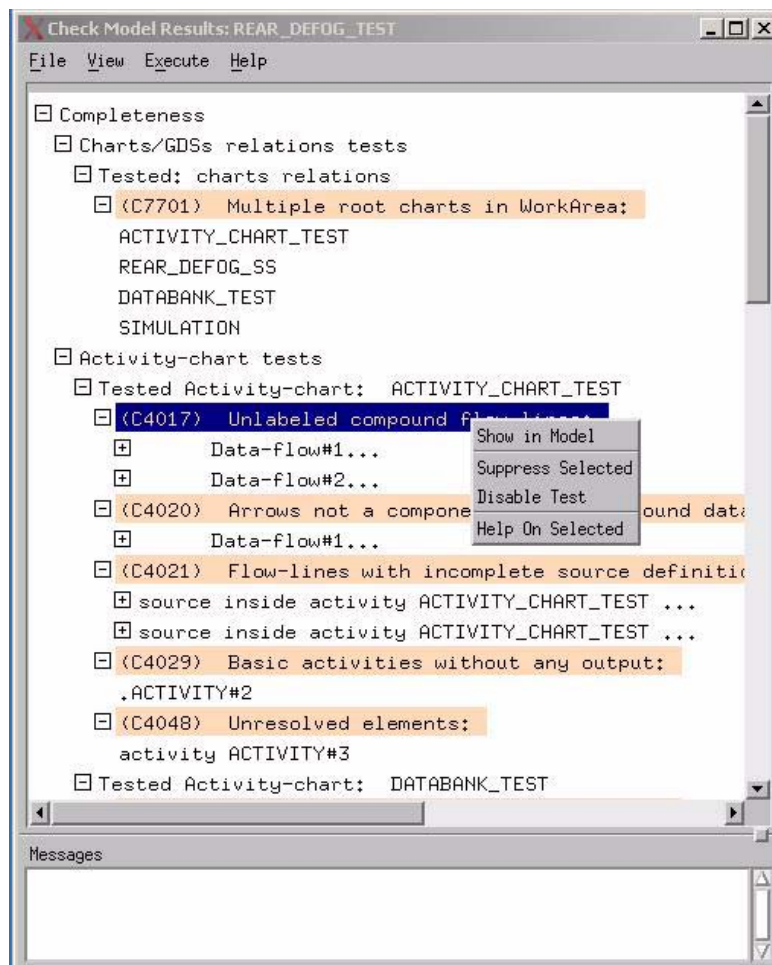 Check Model Results: REAR_DEFOG_TEST
File View Execute Help
Completeness
Charts/GDSs relations tests
Tested: charts relations
(C7701) Multiple root charts in WorkArea:
ACTIVITY_CHART_TEST
REAR_DEFOG_SS
DATABANK_TEST
SIMULATION
Activity-chart tests
Tested Activity-chart: ACTIVITY_CHART_TEST
(C4017) Unlabeled compound flow-lines:
Show in Model
Data-flow#1...
Suppress Selected
Data-flow#2...
Disable Test
(C4020) Arrows not a ound data
Help On Selected
Data-flow#1...
(C4021) Flow-lines with incomplete source
source inside activity ACTIVITY_CHART_TEST ...
source inside activity ACTIVITY_CHART_TEST ...
(C4029) Basic activities without any output:
.ACTIVITY#2
(C4048) Unresolved elements:
activity ACTIVITY#3
Tested Activity-chart: DATABANK_TEST
Messages